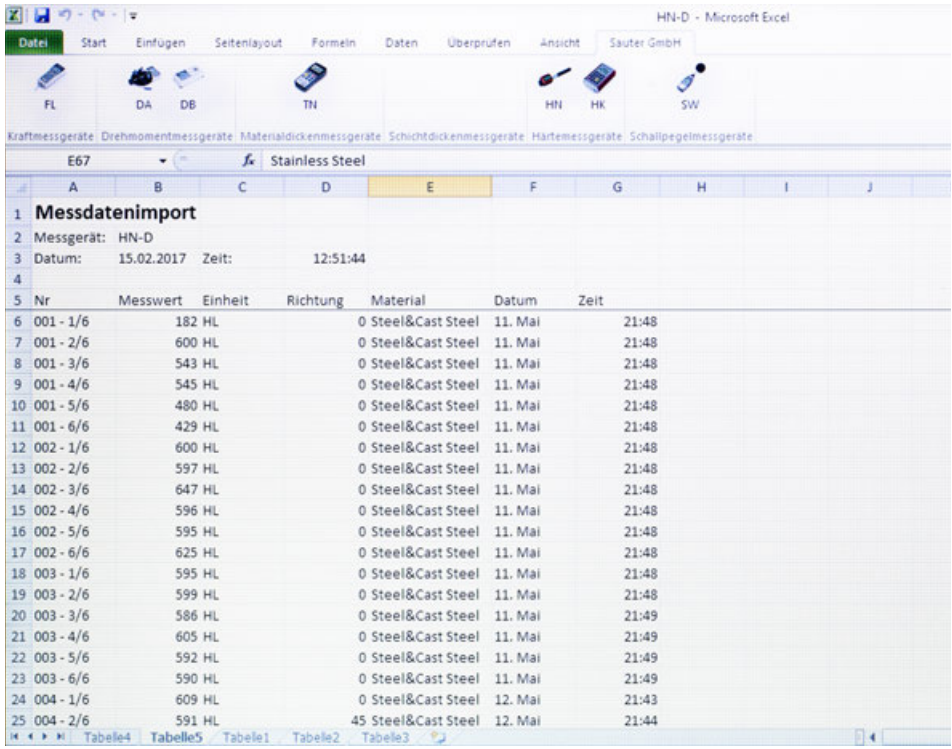 HN-D - Microsoft Excel
Datei Start Einfügen Seitenlayout Formeln Daten Überprüfen Ansicht Sauter GmbH
FL DA DB TN HN HK SW
Kraftmessgeräte Drehmomentmessgeräte Materialdickenmessgeräte Schichtdickenmessgeräte Härtemessgeräte Schallpegelmessgeräte
E67 fx Stainless Steel
A B C D E F G H I J
1 Messdatenimport
2 Messgerät: HN-D
3 Datum: 15.02.2017 Zeit: 12:51:44
4
5 Nr Messwert Einheit Richtung Material Datum Zeit
6 001 - 1/6 182 HL 0 Steel&Cast Steel 11. Mai 21:48
7 001 - 2/6 600 HL 0 Steel&Cast Steel 11. Mai 21:48
8 001 - 3/6 543 HL 0 Steel&Cast Steel 11. Mai 21:48
9 001 - 4/6 545 HL 0 Steel&Cast Steel 11. Mai 21:48
10 001 - 5/6 480 HL 0 Steel&Cast Steel 11. Mai 21:48
11 001 - 6/6 429 HL 0 Steel&Cast Steel 11. Mai 21:48
12 002 - 1/6 600 HL 0 Steel&Cast Steel 11. Mai 21:48
13 002 - 2/6 597 HL 0 Steel&Cast Steel 11. Mai 21:48
14 002 - 3/6 647 HL 0 Steel&Cast Steel 11. Mai 21:48
15 002 - 4/6 596 HL 0 Steel&Cast Steel 11. Mai 21:48
16 002 - 5/6 595 HL 0 Steel&Cast Steel 11. Mai 21:48
17 002 - 6/6 625 HL 0 Steel&Cast Steel 11. Mai 21:48
18 003 - 1/6 595 HL 0 Steel&Cast Steel 11. Mai 21:48
19 003 - 2/6 599 HL 0 Steel&Cast Steel 11. Mai 21:48
20 003 - 3/6 586 HL 0 Steel&Cast Steel 11. Mai 21:49
21 003 - 4/6 605 HL 0 Steel&Cast Steel 11. Mai 21:49
22 003 - 5/6 592 HL 0 Steel&Cast Steel 11. Mai 21:49
23 003 - 6/6 590 HL 0 Steel&Cast Steel 11. Mai 21:49
24 004 - 1/6 609 HL 0 Steel&Cast Steel 12. Mai 21:43
25 004 - 2/6 591 HL 45 Steel&Cast Steel 12. Mai 21:44
Tabelle4 Tabelle5 Tabelle1 Tabelle2 Tabelle3